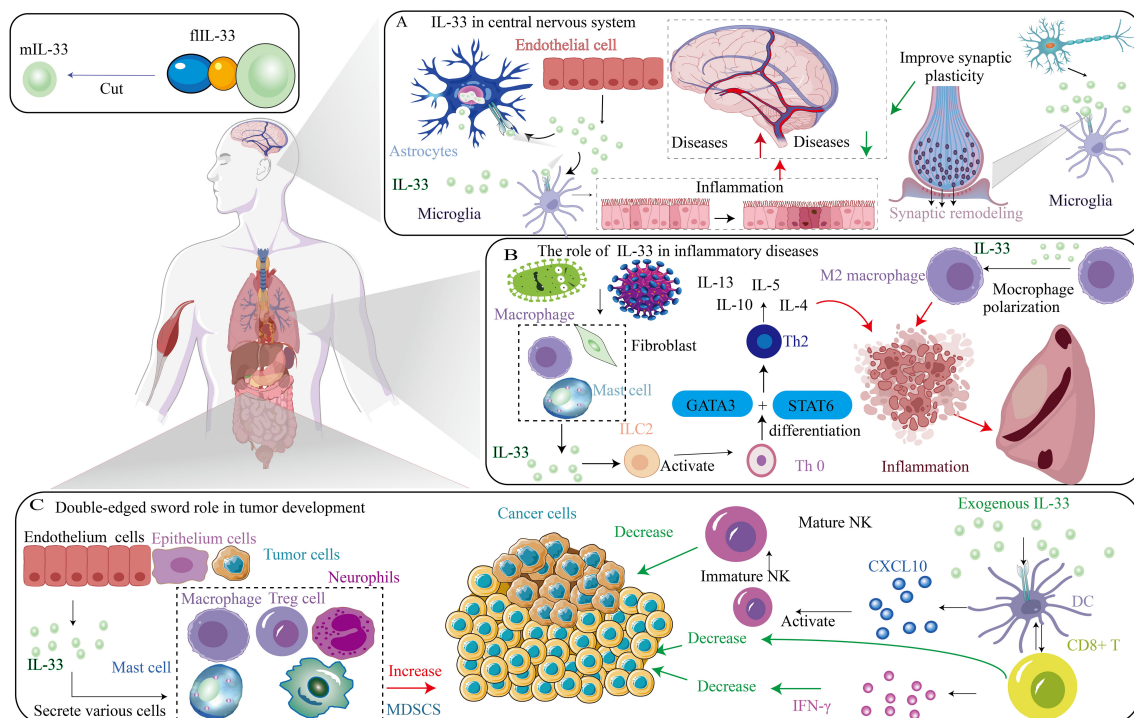 mIL-33
flIL-33
Cut
A
IL-33 in central nervous system
Endothelial cell
Astrocytes
IL-33
Microglia
Diseases
Diseases
Inflammation
Improve synaptic
plasticity
Synaptic remodeling
Microglia
B
The role of IL-33 in inflammatory diseases
Macrophage
Fibroblast
Mast cell
IL-33
ILC2
Activate
IL-13
IL-5
IL-10
IL-4
Th2
GATA3
+
STAT6
differentiation
Th 0
M2 macrophage
IL-33
Mocrophage
polarization
Inflammation
C
Double-edged sword role in tumor development
Endothelium cells
Epithelium cells
Tumor cells
IL-33
Secrete various cells
Neurophils
Macrophage
Treg cell
Mast cell
MDSCS
Increase
Cancer cells
Decrease
Mature NK
Immature NK
Activate
Decrease
Decrease
CXCL10
IFN-γ
Exogenous IL-33
DC
CD8+ T